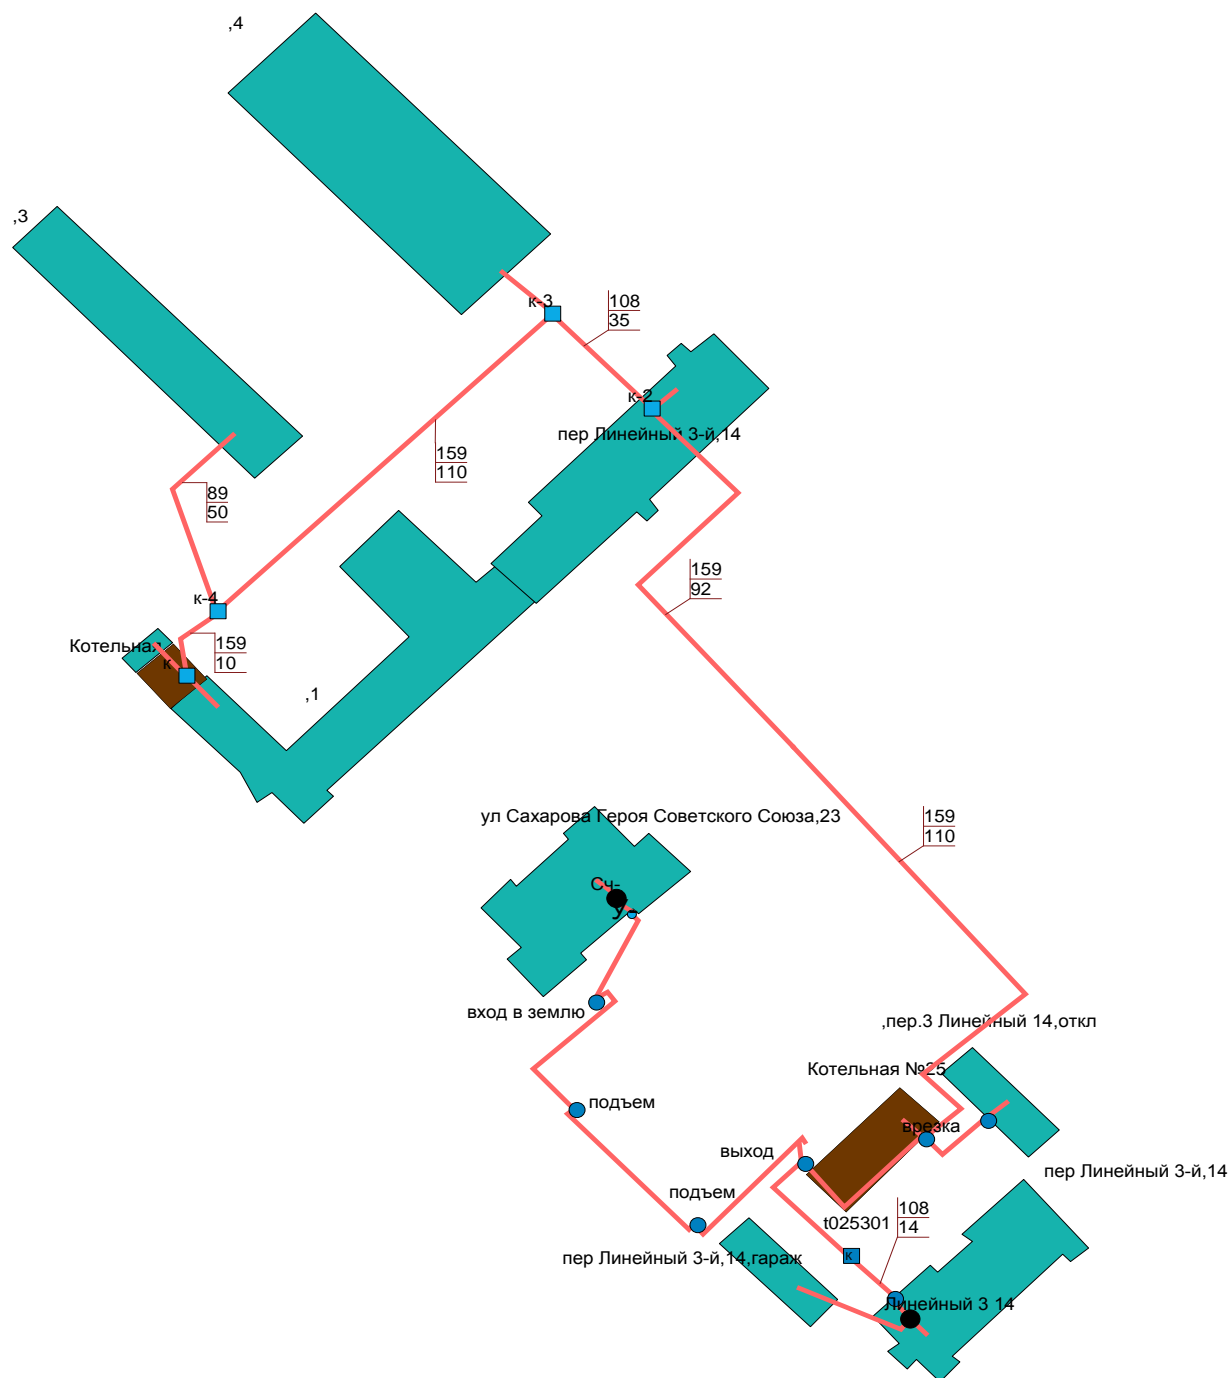 ,4
,3
к-3
108
35
к-2
пер Линейный 3-й,14
159
110
89
50
159
92
к-4
Котельная
к
159
10
,1
ул Сахарова Героя Советского Союза,23
159
110
Сч-
У-
вход в землю
,пер.3 Линейный 14,откл
Котельная №25
подъем
врезка
выход
пер Линейный 3-й,14
подъем
108
14
t025301
пер Линейный 3-й,14,гараж
к
Линейный 3 14